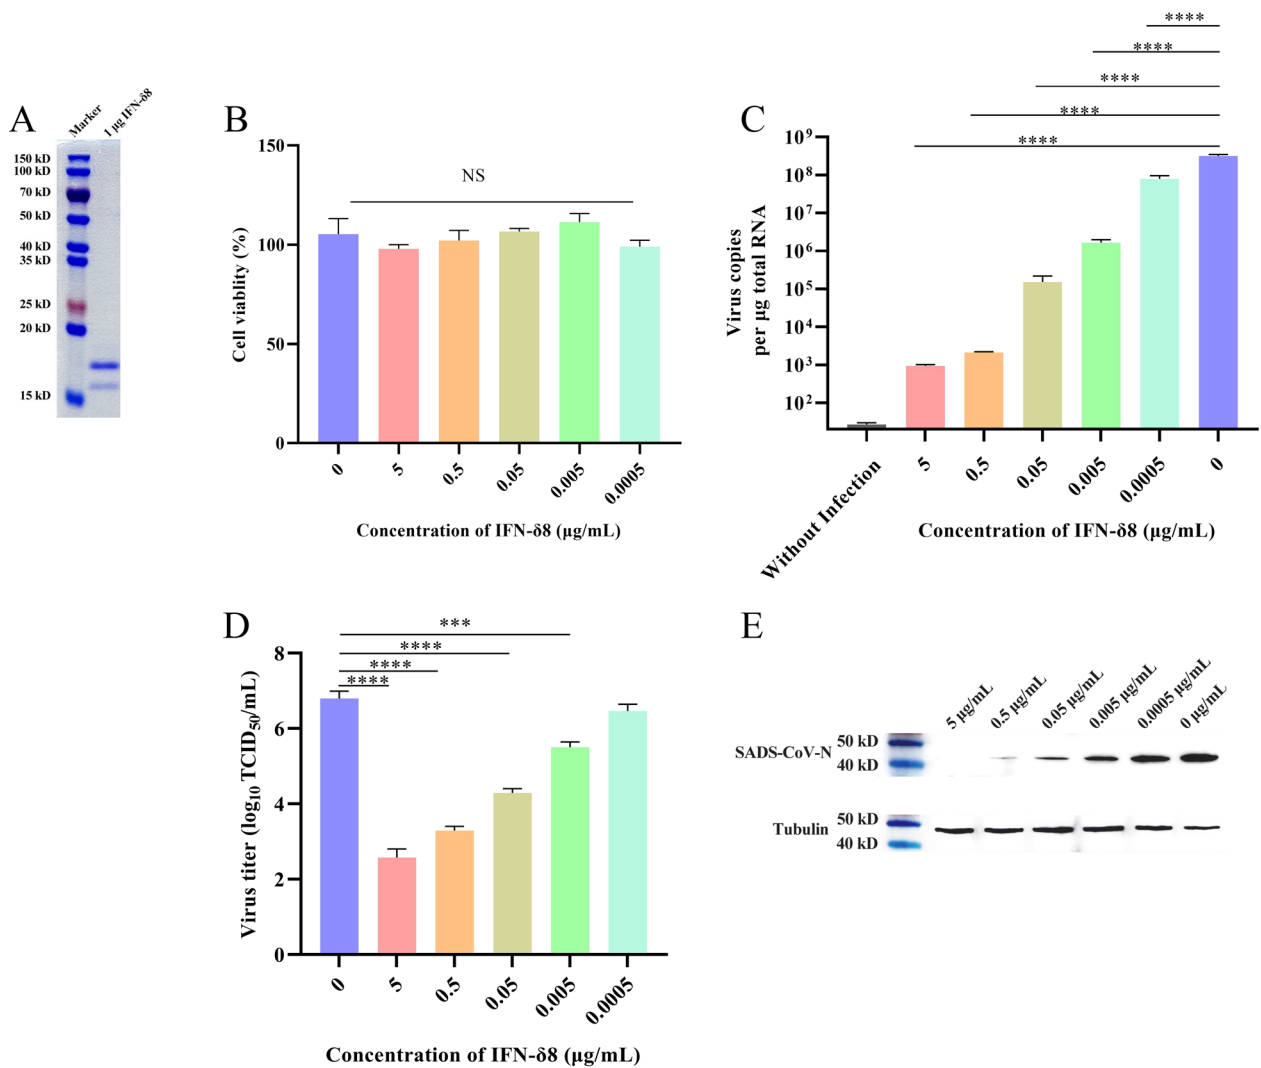 A
Marker
1 µg IFN-δ8
150 kD
100 kD
70 kD
50 kD
40 kD
35 kD
25 kD
20 kD
15 kD
B
Cell viablity (%)
150
100
50
0
NS
0
5
0.5
0.05
0.005
0.0005
Concentration of IFN-δ8 (µg/mL)
C
Virus copies
per µg total RNA
10⁹
10⁸
10⁷
10⁶
10⁵
10⁴
10³
10²
****
****
****
****
****
Without Infection
5
0.5
0.05
0.005
0.0005
0
Concentration of IFN-δ8 (µg/mL)
D
Virus titer (log₁₀ TCID₅₀/mL)
8
6
4
2
0
***
****
****
****
0
5
0.5
0.05
0.005
0.0005
Concentration of IFN-δ8 (µg/mL)
E
5 µg/mL
0.5 µg/mL
0.05 µg/mL
0.005 µg/mL
0.0005 µg/mL
0 µg/mL
SADS-CoV-N
50 kD
40 kD
Tubulin
50 kD
40 kD